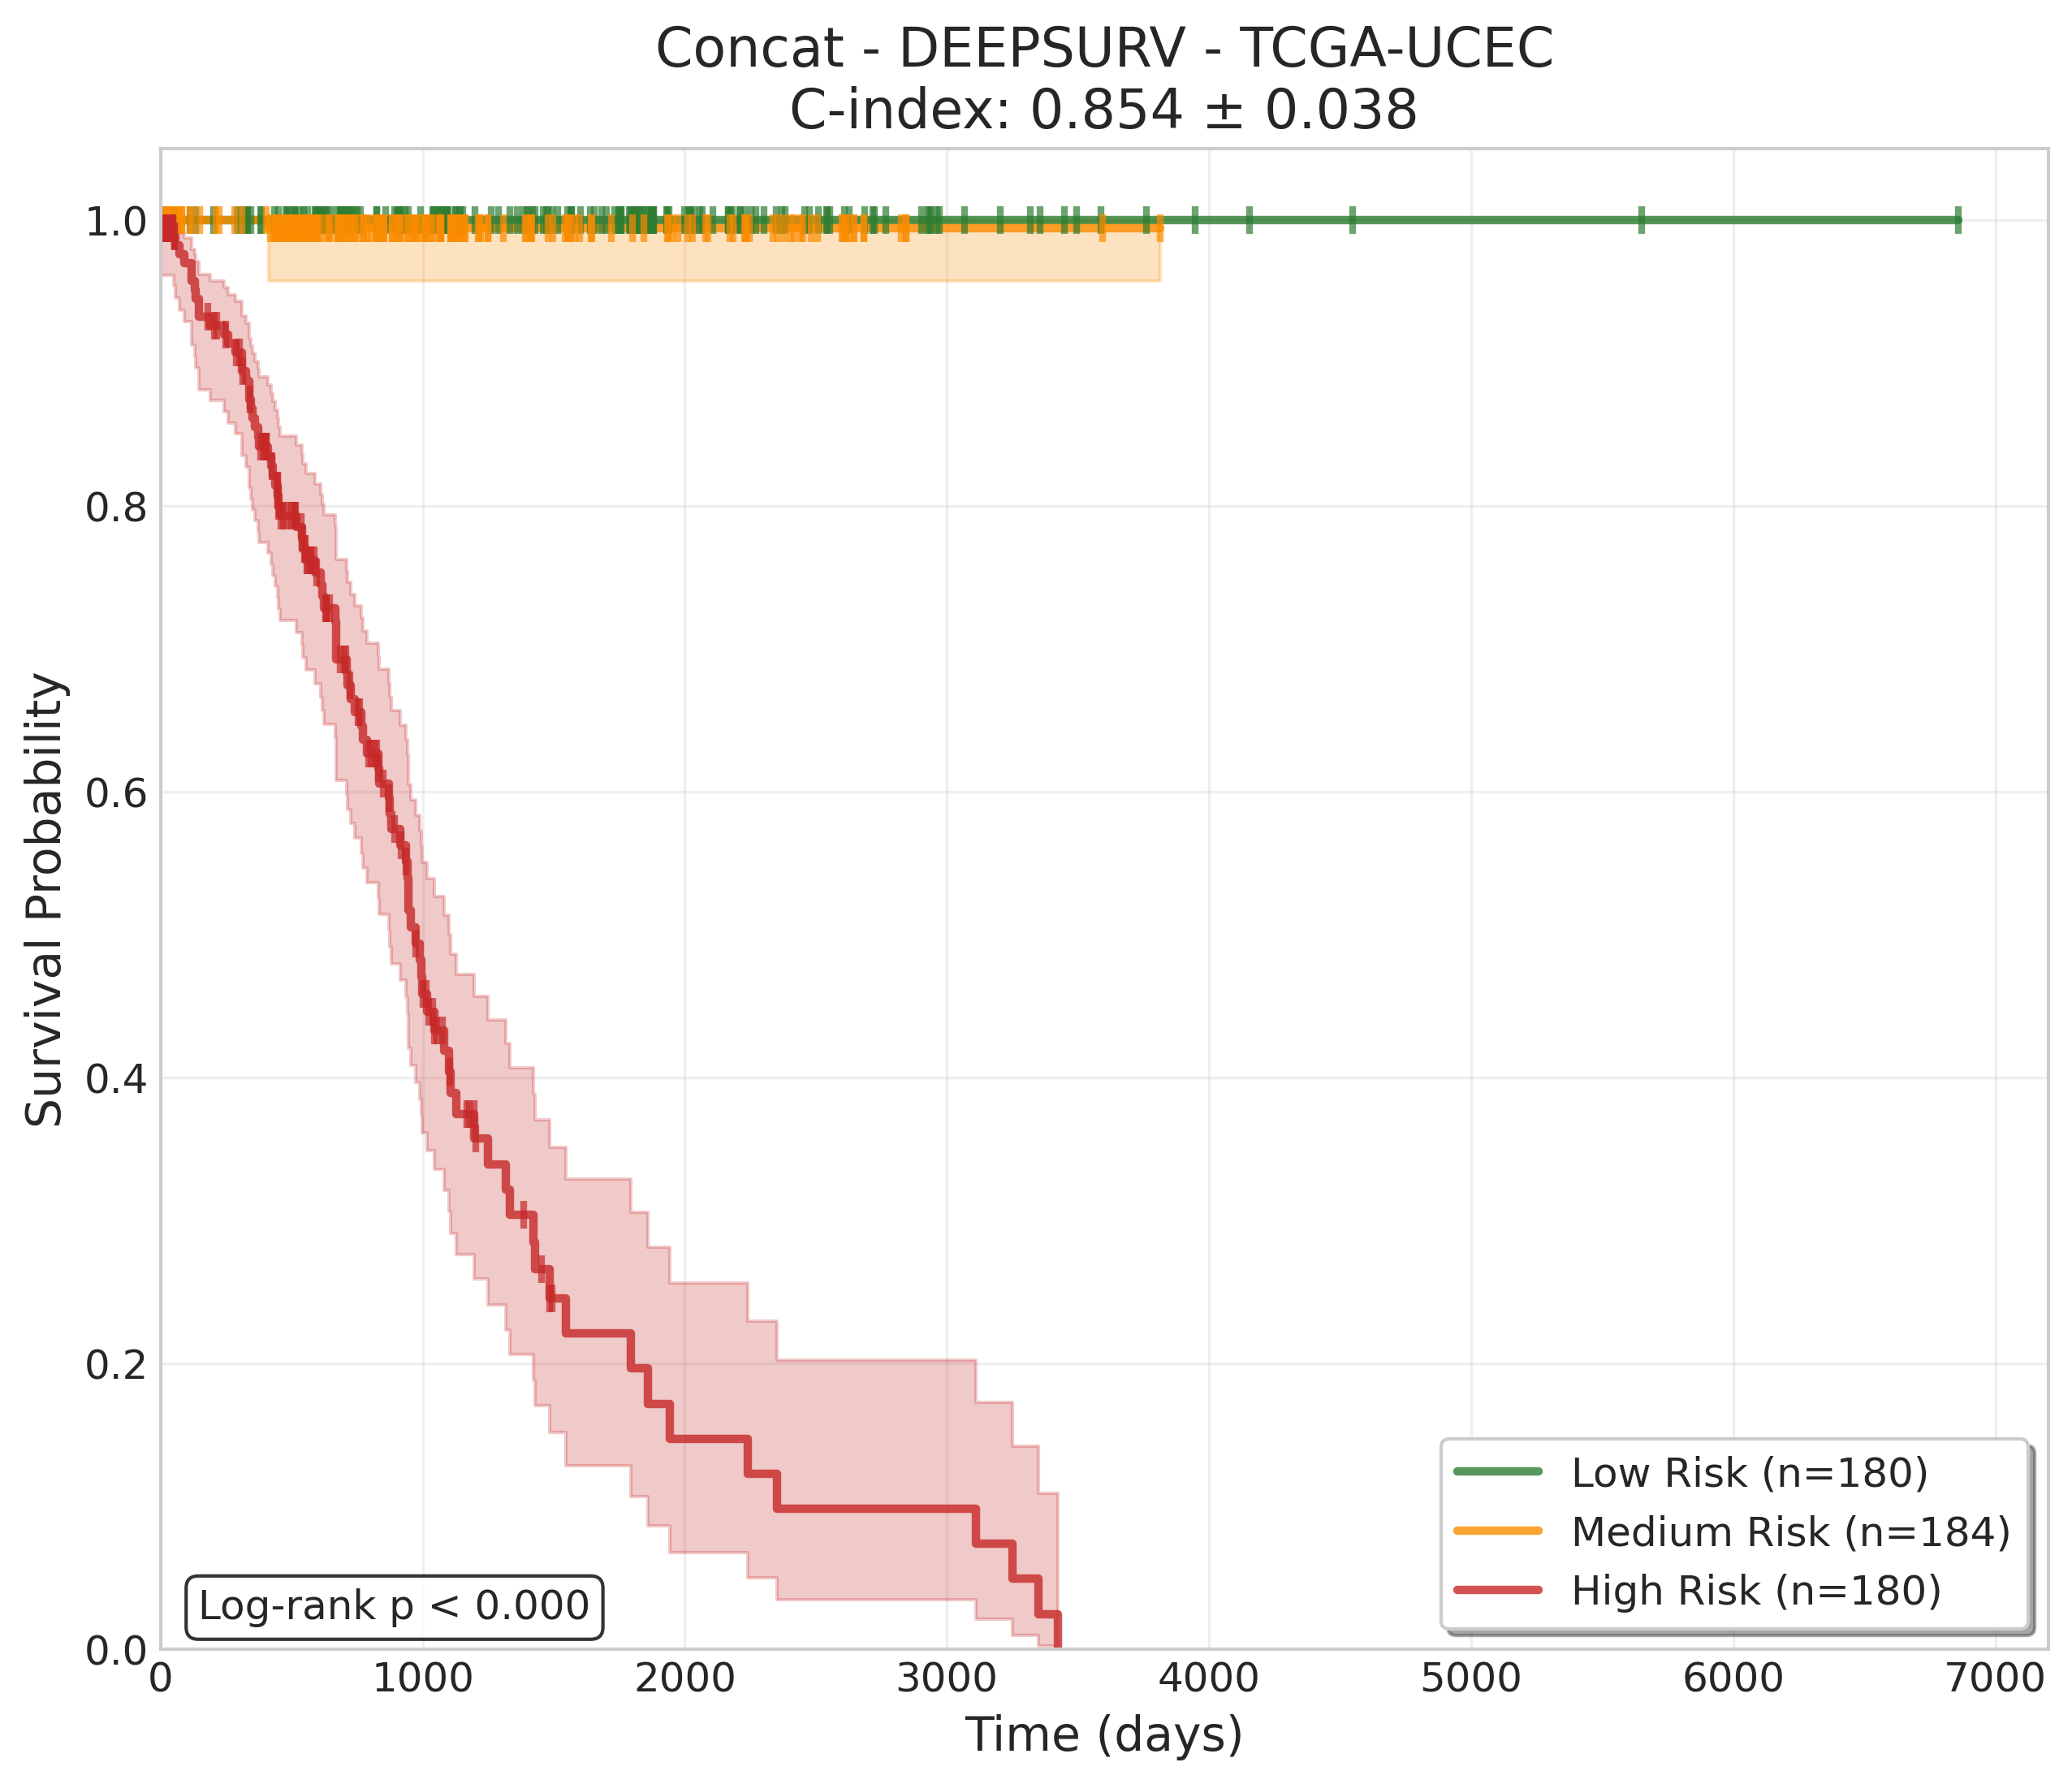 Concat - DEEPSURV - TCGA-UCEC
C-index: 0.854 ± 0.038
Survival Probability
1.0
0.8
0.6
0.4
0.2
0.0
Log-rank p < 0.000
Low Risk (n=180)
Medium Risk (n=184)
High Risk (n=180)
0 1000 2000 3000 4000 5000 6000 7000
Time (days)